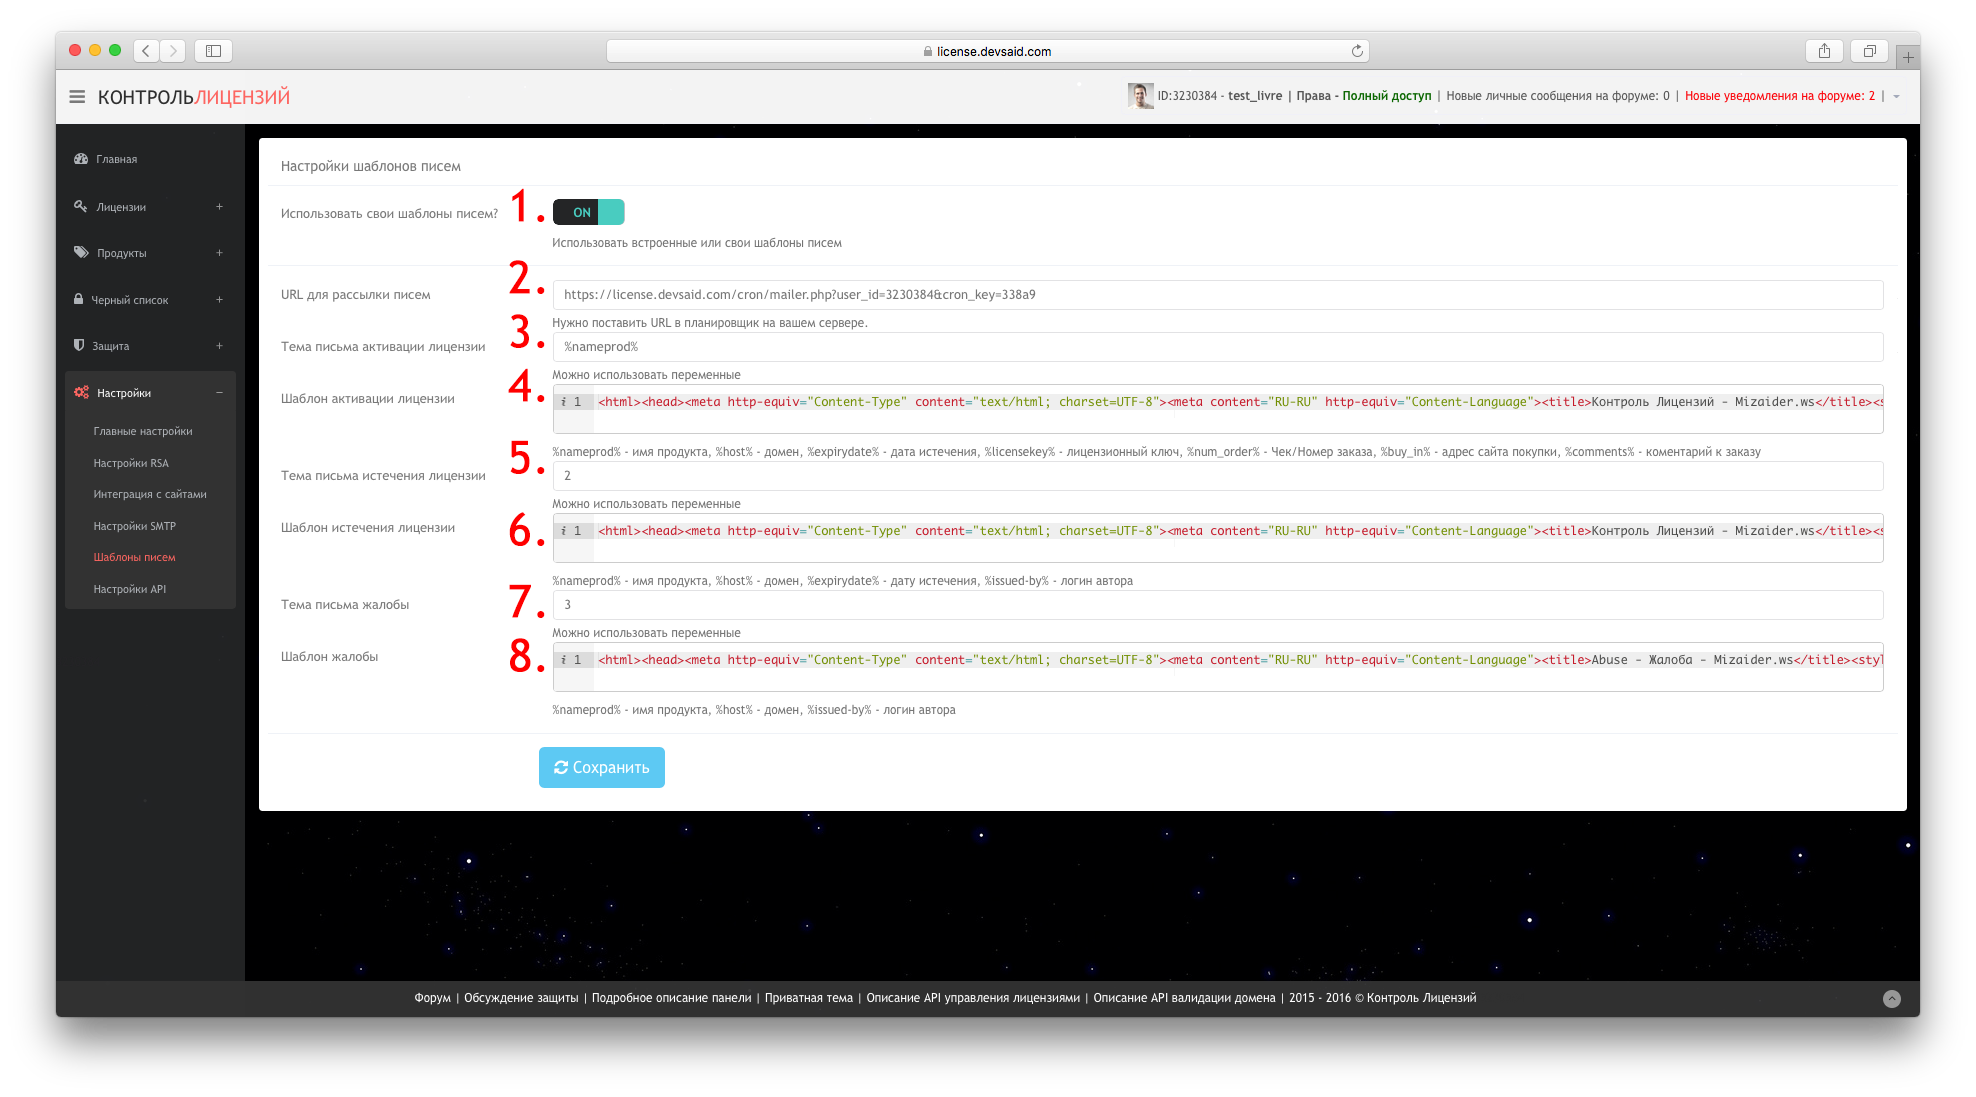 license.devsaid.com
КОНТРОЛЬЛИЦЕНЗИЙ
ID:3230384 - test_livre | Права - Полный доступ | Новые личные сообщения на форуме: 0 | Новые уведомления на форуме: 2 |
Главная
Лицензии +
Продукты +
Черный список +
Защита +
Настройки −
Главные настройки
Настройки RSA
Интеграция с сайтами
Настройки SMTP
Шаблоны писем
Настройки API
Настройки шаблонов писем
Использовать свои шаблоны писем? 1. ON
Использовать встроенные или свои шаблоны писем
URL для рассылки писем 2. https://license.devsaid.com/cron/mailer.php?user_id=3230384&cron_key=338a9
Нужно поставить URL в планировщик на вашем сервере.
Тема письма активации лицензии 3. %nameprod%
Можно использовать переменные
Шаблон активации лицензии 4. i 1 <html><head><meta http-equiv="Content-Type" content="text/html; charset=UTF-8"><meta content="RU-RU" http-equiv="Content-Language"><title>Контроль Лицензий - Mizaider.ws</title><s
%nameprod% - имя продукта, %host% - домен, %expirydate% - дата истечения, %licensekey% - лицензионный ключ, %num_order% - Чек/Номер заказа, %buy_in% - адрес сайта покупки, %comments% - коментарий к заказу
Тема письма истечения лицензии 5. 2
Можно использовать переменные
Шаблон истечения лицензии 6. i 1 <html><head><meta http-equiv="Content-Type" content="text/html; charset=UTF-8"><meta content="RU-RU" http-equiv="Content-Language"><title>Контроль Лицензий - Mizaider.ws</title><s
%nameprod% - имя продукта, %host% - домен, %expirydate% - дату истечения, %issued-by% - логин автора
Тема письма жалобы 7. 3
Можно использовать переменные
Шаблон жалобы 8. i 1 <html><head><meta http-equiv="Content-Type" content="text/html; charset=UTF-8"><meta content="RU-RU" http-equiv="Content-Language"><title>Abuse - Жалоба - Mizaider.ws</title><styl
%nameprod% - имя продукта, %host% - домен, %issued-by% - логин автора
Сохранить
Форум | Обсуждение защиты | Подробное описание панели | Приватная тема | Описание API управления лицензиями | Описание API валидации домена | 2015 - 2016 © Контроль Лицензий